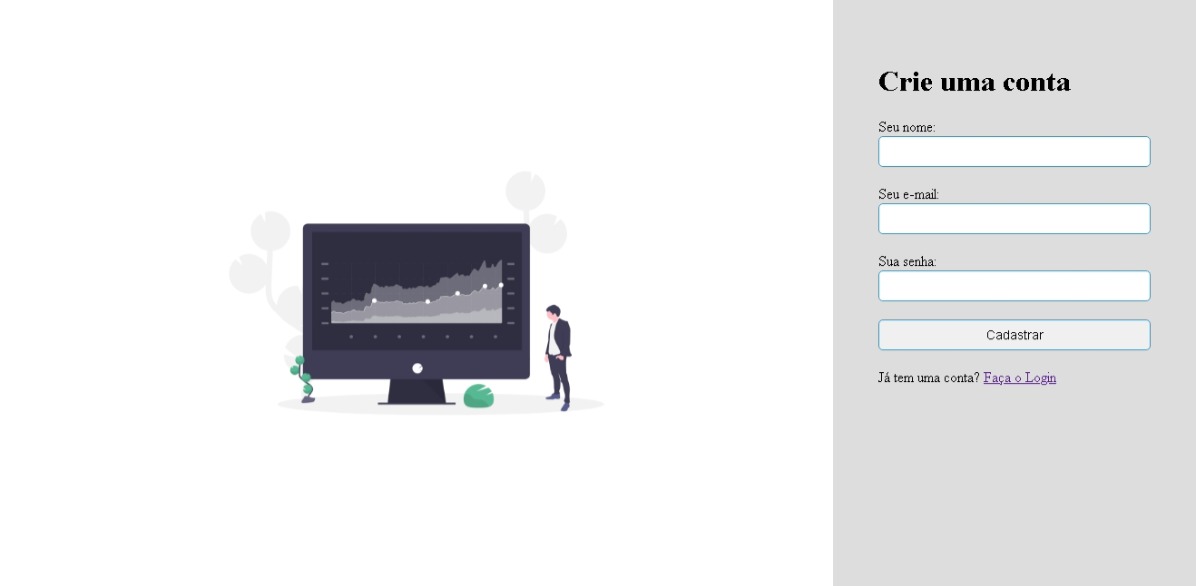 Crie uma conta
Seu nome:
Seu e-mail:
Sua senha:
Cadastrar
Já tem uma conta? Faça o Login